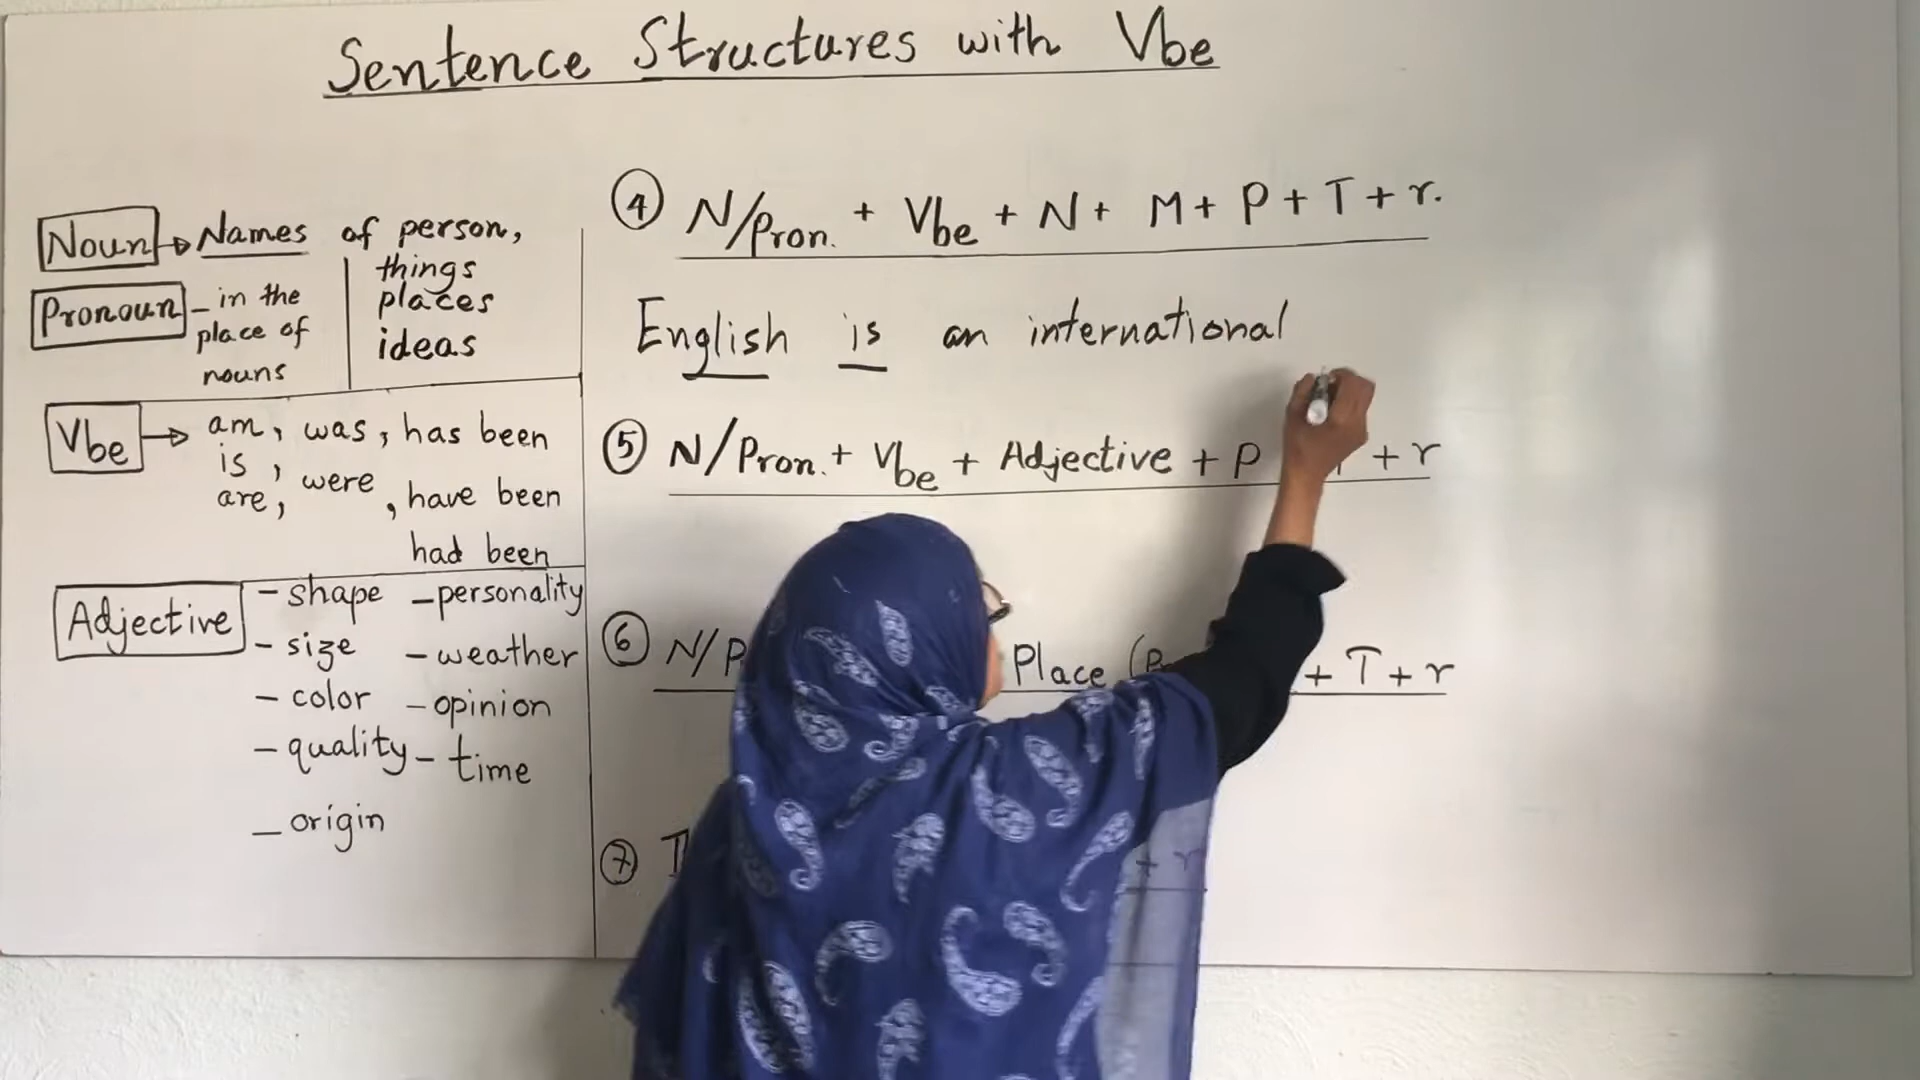 Sentence Structures with Vbe
Noun → Names of person,
things
places
ideas
Pronoun – in the
place of
nouns
Vbe → am, was, has been
is, were
are, , have been
had been
Adjective – shape – personality
– size – weather
– color – opinion
– quality – time
– origin
④ N/Pron. + Vbe + N + M + P + T + r.
English is an international
⑤ N/Pron. + Vbe + Adjective + P + r
⑥ N/P Place ( + T + r
⑦ + r